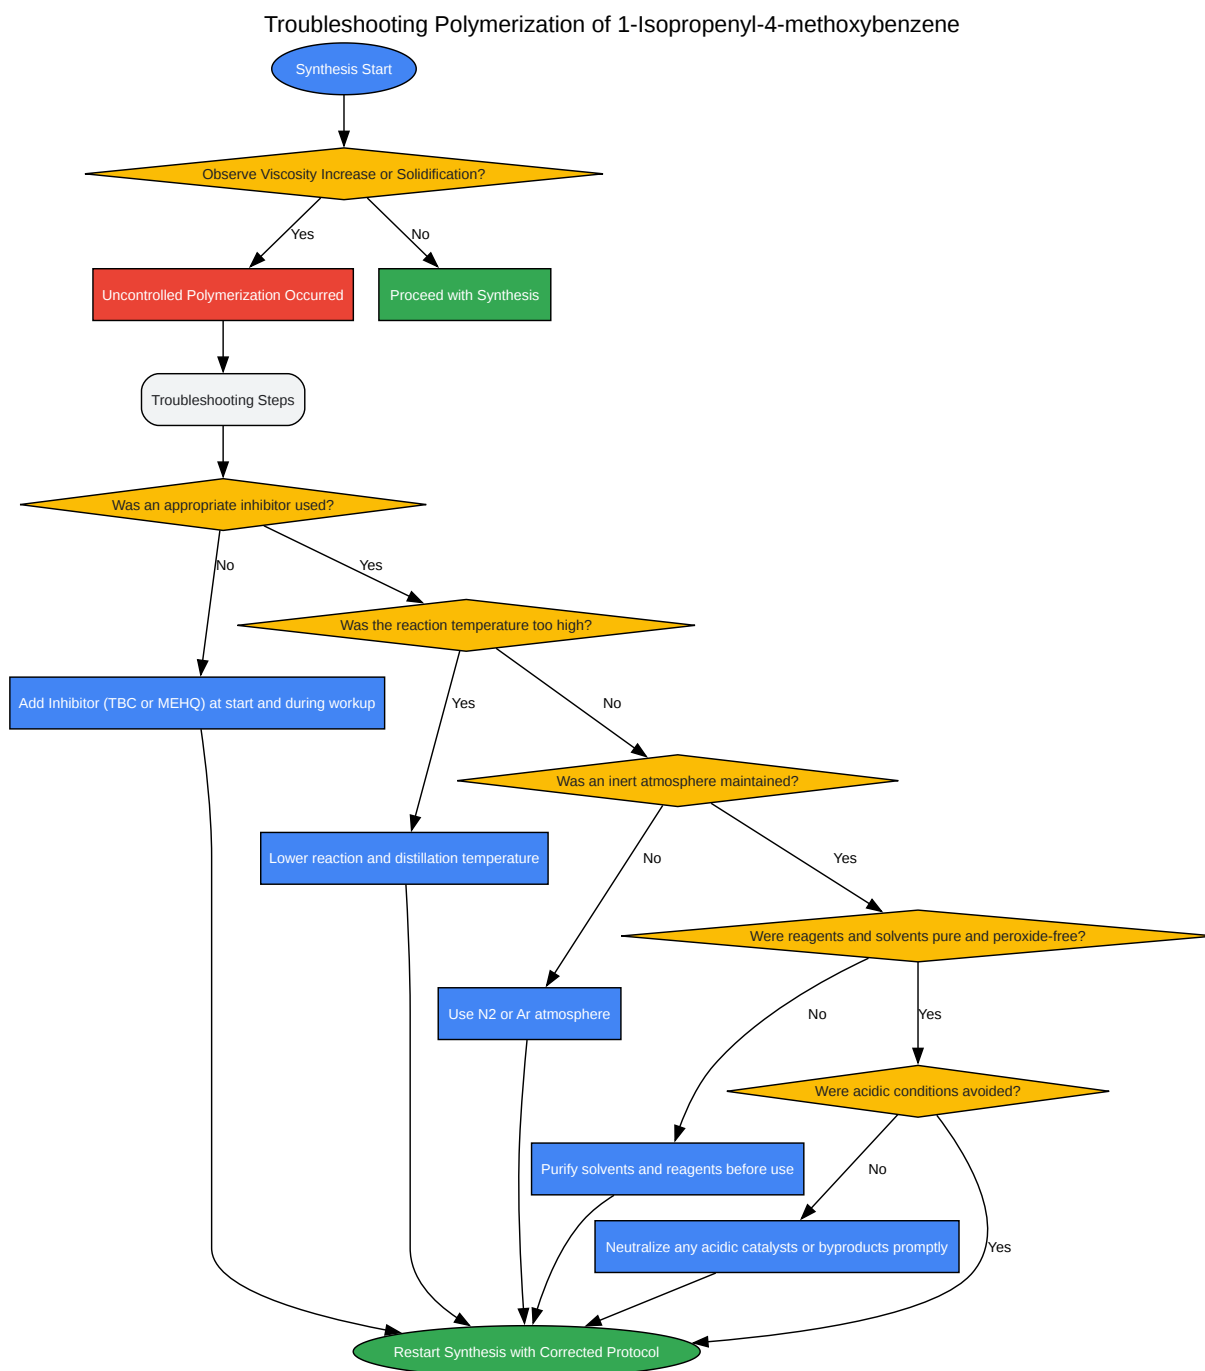 Troubleshooting Polymerization of 1-Isopropenyl-4-methoxybenzene
Synthesis Start
Observe Viscosity Increase or Solidification?
Yes
No
Uncontrolled Polymerization Occurred
Proceed with Synthesis
Troubleshooting Steps
Was an appropriate inhibitor used?
No
Yes
Was the reaction temperature too high?
Add Inhibitor (TBC or MEHQ) at start and during workup
Yes
No
Was an inert atmosphere maintained?
Lower reaction and distillation temperature
No
Yes
Were reagents and solvents pure and peroxide-free?
Use N2 or Ar atmosphere
No
Yes
Were acidic conditions avoided?
Purify solvents and reagents before use
No
Neutralize any acidic catalysts or byproducts promptly
Yes
Restart Synthesis with Corrected Protocol